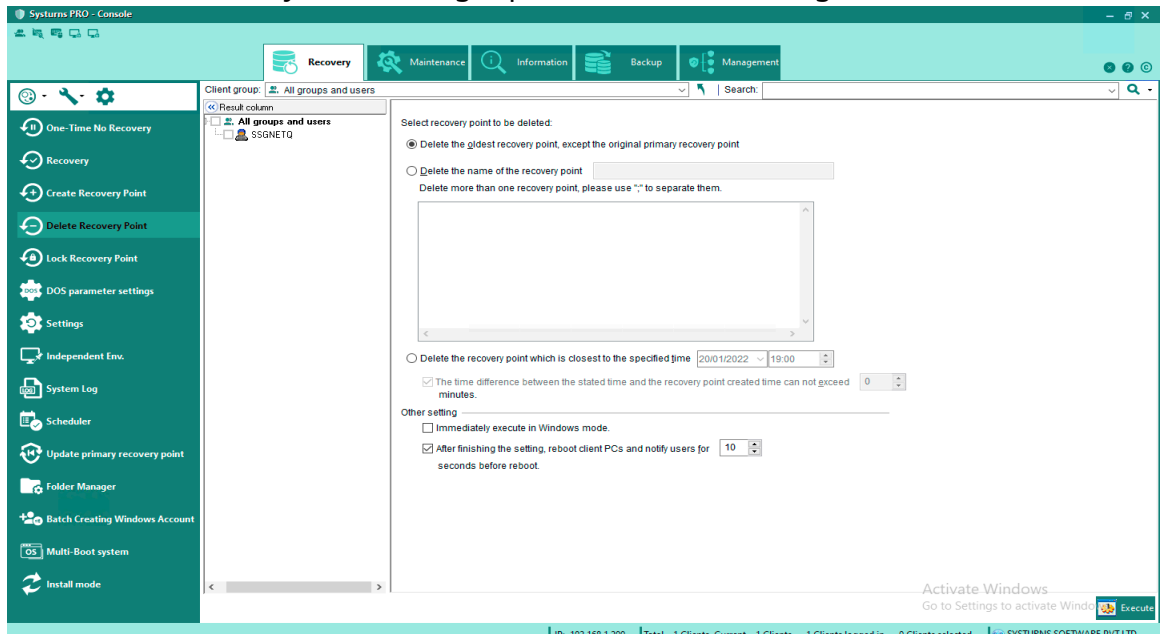 Systurns PRO - Console
Recovery
Maintenance
Information
Backup
Management
Client group: All groups and users
Search:
Result column
All groups and users
SSGNETQ
One-Time No Recovery
Recovery
Create Recovery Point
Delete Recovery Point
Lock Recovery Point
DOS parameter settings
Settings
Independent Env.
System Log
Scheduler
Update primary recovery point
Folder Manager
Batch Creating Windows Account
Multi-Boot system
Install mode
Select recovery point to be deleted:
Delete the oldest recovery point, except the original primary recovery point
Delete the name of the recovery point
Delete more than one recovery point, please use ";" to separate them.
Delete the recovery point which is closest to the specified time 20/01/2022 19:00
The time difference between the stated time and the recovery point created time can not exceed 0
minutes.
Other setting
Immediately execute in Windows mode.
After finishing the setting, reboot client PCs and notify users for 10
seconds before reboot.
Activate Windows
Go to Settings to activate Windo
Execute